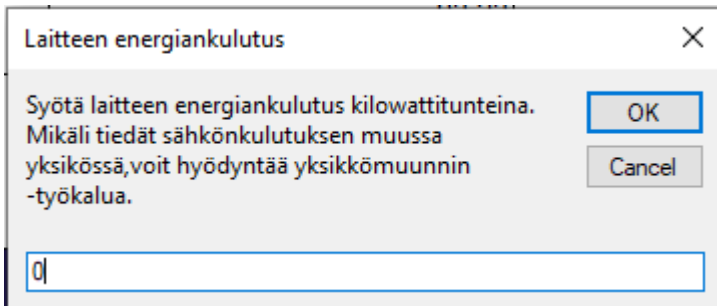 Laitteen energiankulutus
Syötä laitteen energiankulutus kilowattitunteina.
Mikäli tiedät sähkönkulutuksen muussa
yksikössä,voit hyödyntää yksikkömuunnin
-työkalua.
OK
Cancel
0